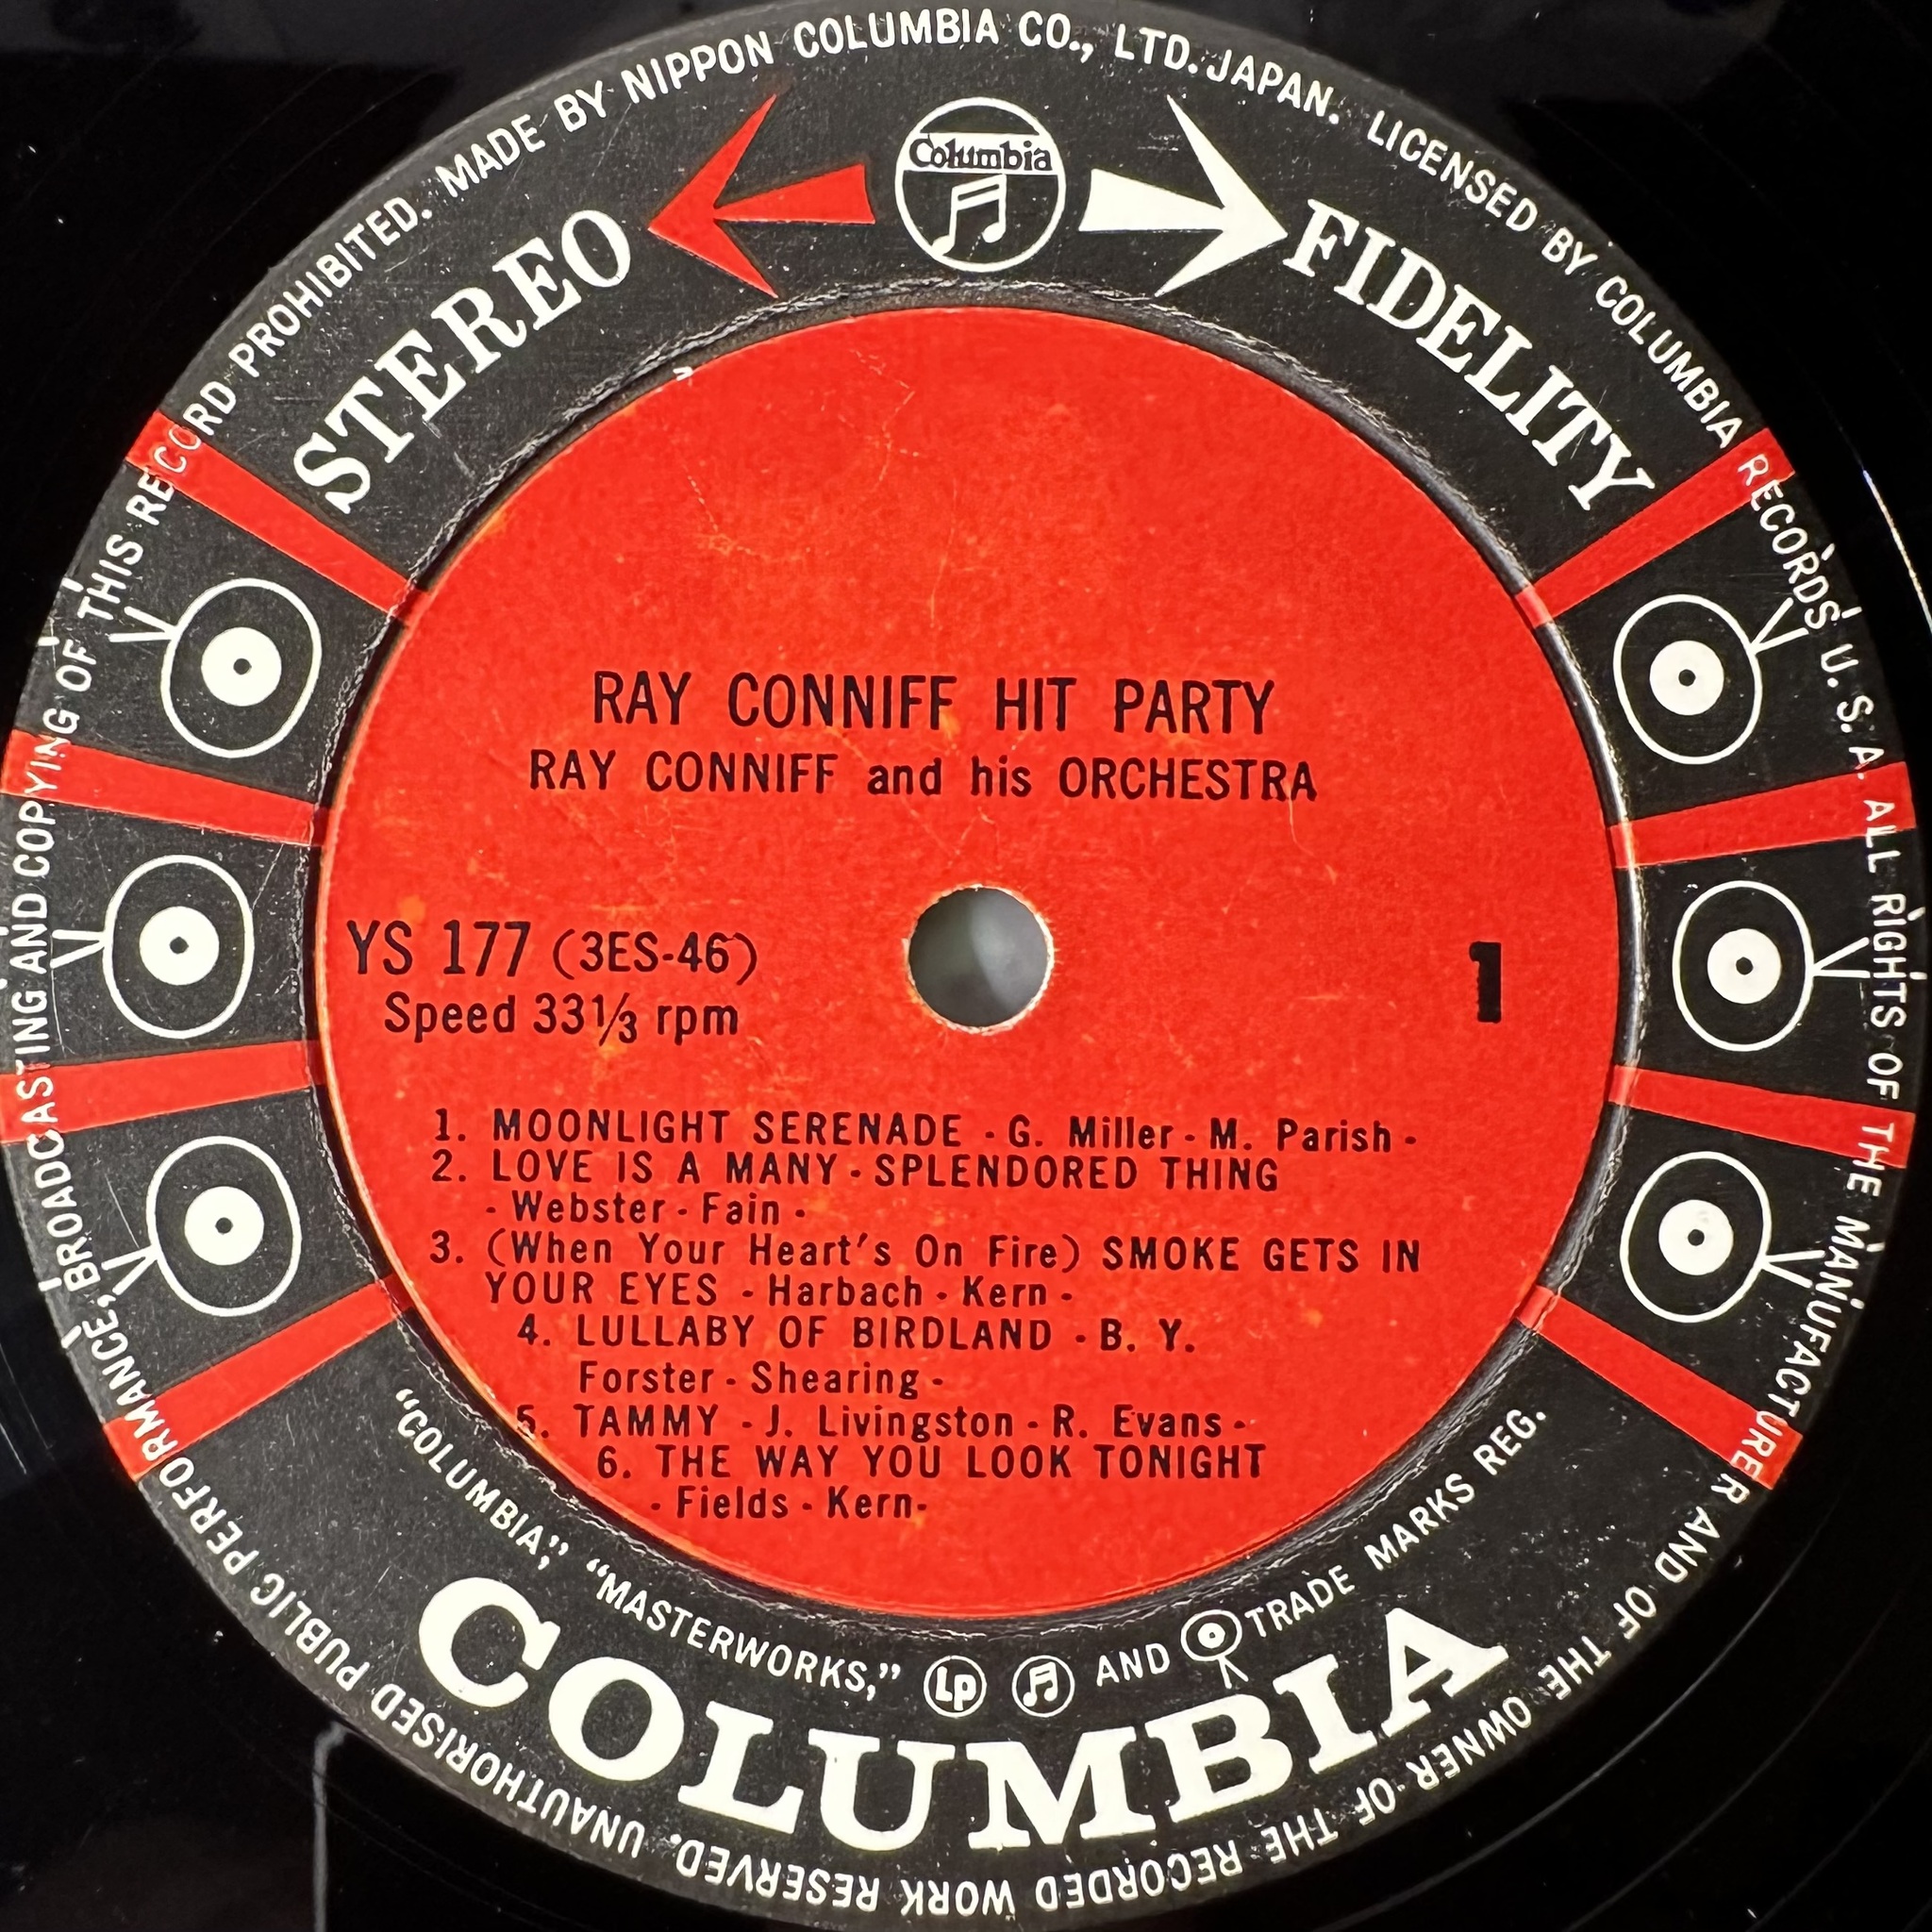 MADE BY NIPPON COLUMBIA CO., LTD. JAPAN. LICENSED BY COLUMBIA RECORDS U.S.A. ALL RIGHTS OF THE MANUFACTURER AND OF THE OWNER OF THE RECORDED WORK RESERVED. UNAUTHORISED PUBLIC PERFORMANCE, BROADCASTING AND COPYING OF THIS RECORD PROHIBITED.
Columbia
STEREO FIDELITY
RAY CONNIFF HIT PARTY
RAY CONNIFF and his ORCHESTRA
YS 177 (3ES-46)
1
Speed 33⅓ rpm
1. MOONLIGHT SERENADE - G. Miller - M. Parish -
2. LOVE IS A MANY - SPLENDORED THING
- Webster - Fain -
3. (When Your Heart's On Fire) SMOKE GETS IN
YOUR EYES - Harbach - Kern -
4. LULLABY OF BIRDLAND - B. Y.
Forster - Shearing -
5. TAMMY - J. Livingston - R. Evans -
6. THE WAY YOU LOOK TONIGHT
- Fields - Kern-
"COLUMBIA," "MASTERWORKS," Lp AND TRADE MARKS REG.
COLUMBIA